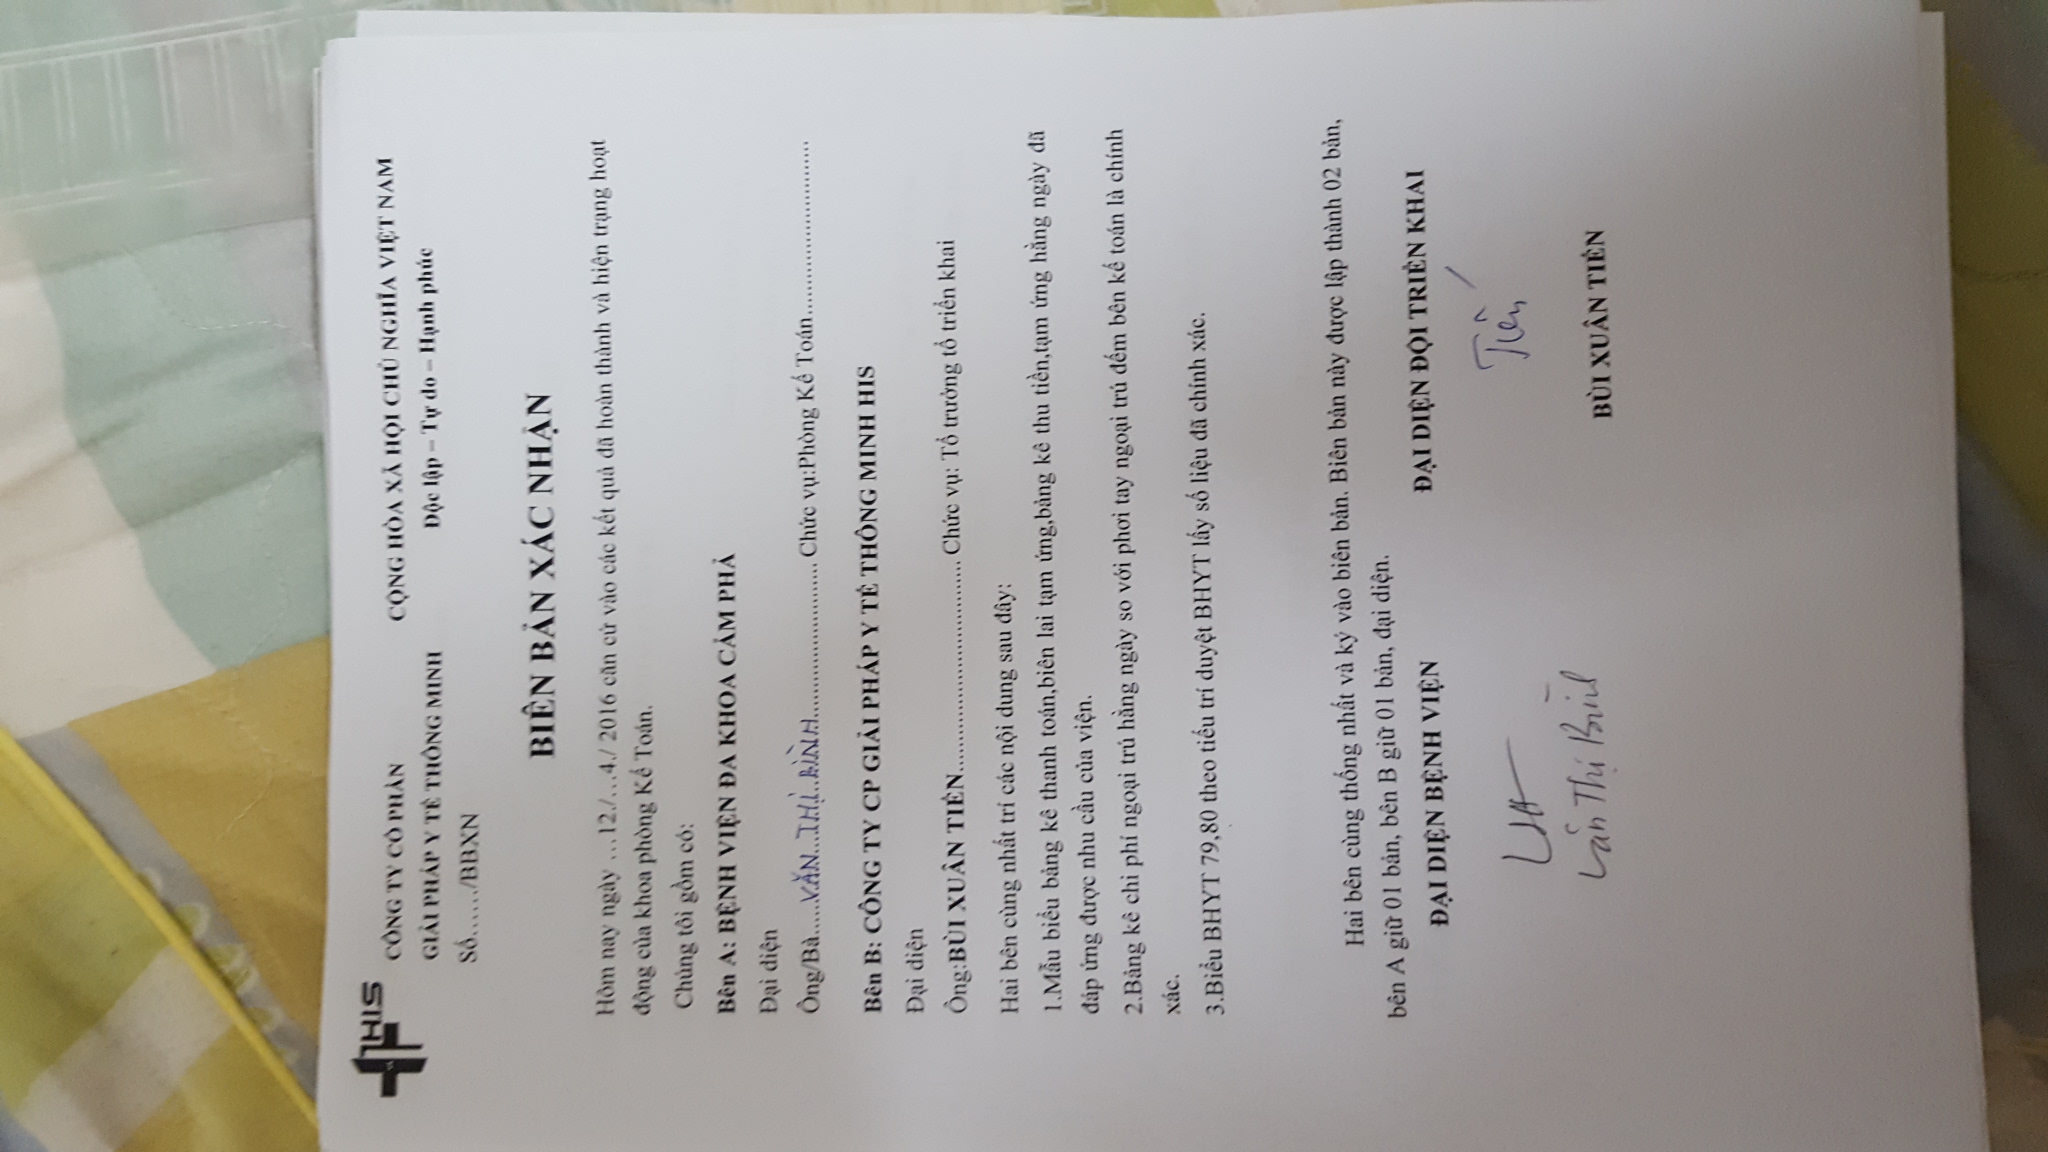 HIS
CÔNG TY CỔ PHẦN
GIẢI PHÁP Y TẾ THÔNG MINH
Số....../BBXN
CỘNG HÒA XÃ HỘI CHỦ NGHĨA VIỆT NAM
Độc lập – Tự do – Hạnh phúc
BIÊN BẢN XÁC NHẬN
Hôm nay ngày ...12./...4./ 2016 căn cứ vào các kết quả đã hoàn thành và hiện trạng hoạt
động của khoa phòng Kế Toán.
Chúng tôi gồm có:
Bên A: BỆNH VIỆN ĐA KHOA CẨM PHẢ
Đại diện
Ông/Bà......VĂN...THỊ..BÌNH.......................... Chức vụ:Phòng Kế Toán.............................
Bên B: CÔNG TY CP GIẢI PHÁP Y TẾ THÔNG MINH HIS
Đại diện
Ông:BÙI XUÂN TIẾN................................... Chức vụ: Tổ trưởng tổ triển khai
Hai bên cùng nhất trí các nội dung sau đây:
1.Mẫu biểu bảng kê thanh toán,biên lai tạm ứng,bảng kê thu tiền,tạm ứng hằng ngày đã
đáp ứng được nhu cầu của viện.
2.Bảng kê chi phí ngoại trú hằng ngày so với phơi tay ngoại trú đếm bên kế toán là chính
xác.
3.Biểu BHYT 79,80 theo tiếu trí duyệt BHYT lấy số liệu đã chính xác.
Hai bên cùng thống nhất và ký vào biên bản. Biên bản này được lập thành 02 bản,
bên A giữ 01 bản, bên B giữ 01 bản, đại diện.
ĐẠI DIỆN BỆNH VIỆN
ĐẠI DIỆN ĐỘI TRIỂN KHAI
Tiến
Văn Thị Bình
BÙI XUÂN TIẾN